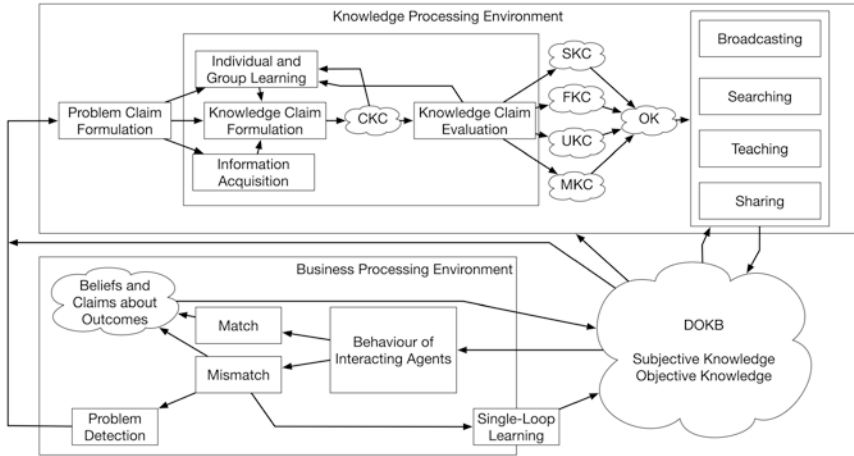 Knowledge Processing Environment
Individual and
Group Learning
Problem Claim
Formulation
Knowledge Claim
Formulation
Information
Acquisition
CKC
Knowledge Claim
Evaluation
SKC
FKC
UKC
MKC
OK
Broadcasting
Searching
Teaching
Sharing
Business Processing Environment
Beliefs and
Claims about
Outcomes
Match
Mismatch
Behaviour of
Interacting Agents
Problem
Detection
Single-Loop
Learning
DOKB
Subjective Knowledge
Objective Knowledge